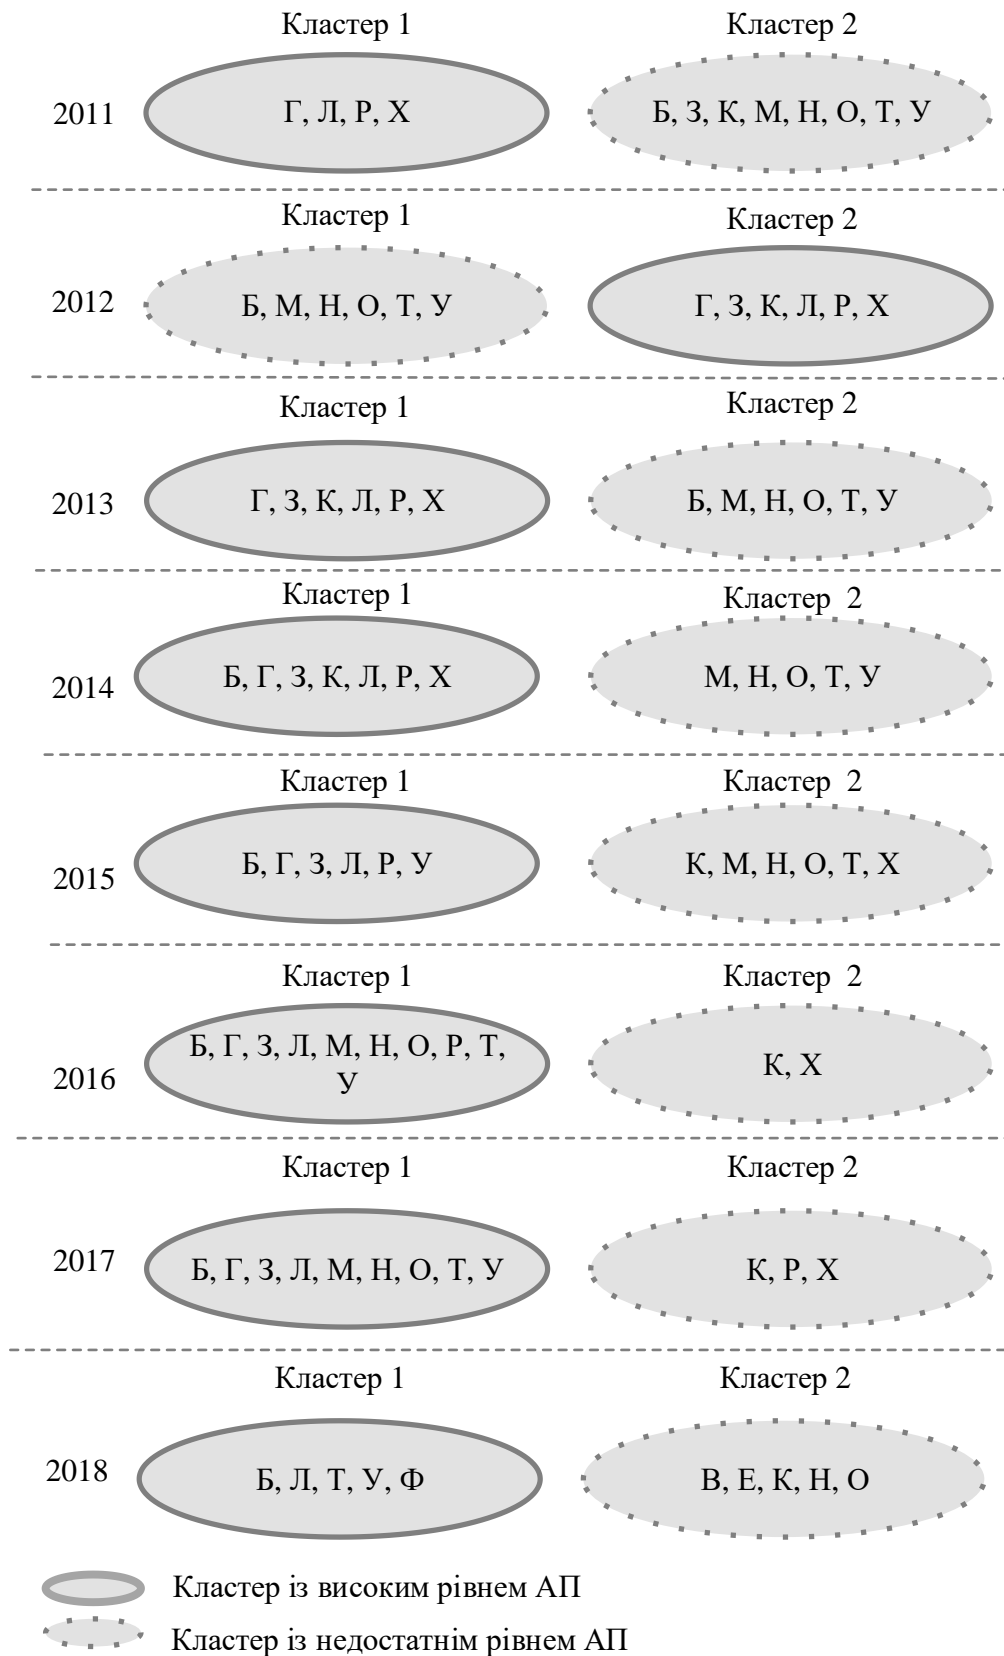 Кластер 1
Кластер 2
2011
Г, Л, Р, Х
Б, З, К, М, Н, О, Т, У
Кластер 1
Кластер 2
2012
Б, М, Н, О, Т, У
Г, З, К, Л, Р, Х
Кластер 1
Кластер 2
2013
Г, З, К, Л, Р, Х
Б, М, Н, О, Т, У
Кластер 1
Кластер 2
2014
Б, Г, З, К, Л, Р, Х
М, Н, О, Т, У
Кластер 1
Кластер 2
2015
Б, Г, З, Л, Р, У
К, М, Н, О, Т, Х
Кластер 1
Кластер 2
2016
Б, Г, З, Л, М, Н, О, Р, Т,
У
К, Х
Кластер 1
Кластер 2
2017
Б, Г, З, Л, М, Н, О, Т, У
К, Р, Х
Кластер 1
Кластер 2
2018
Б, Л, Т, У, Ф
В, Е, К, Н, О
Кластер із високим рівнем АП
Кластер із недостатнім рівнем АП